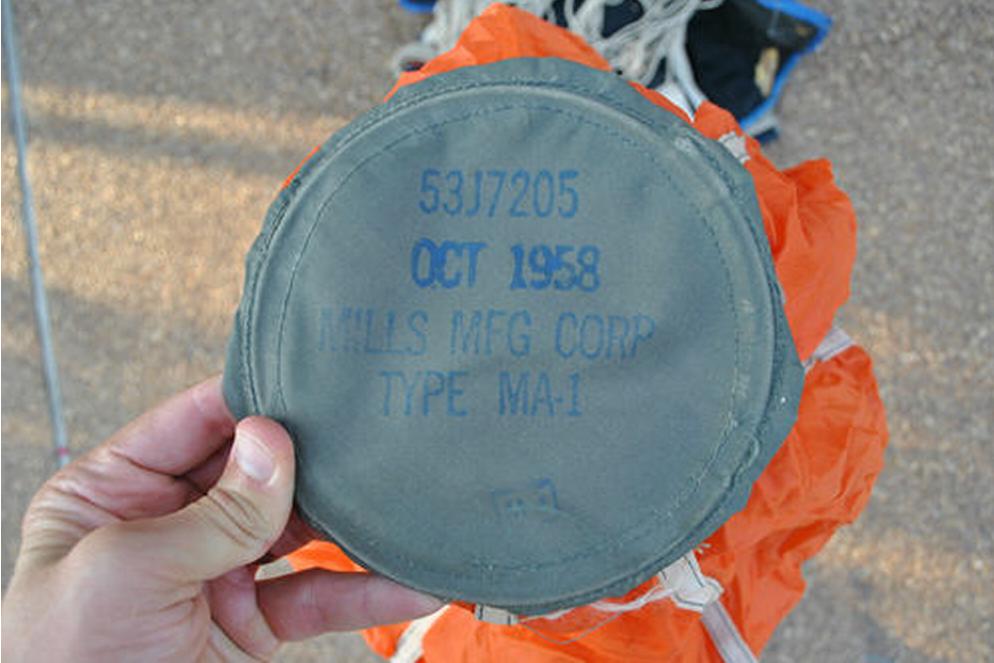 53J7205
OCT 1958
MILLS MFG CORP
TYPE MA-1